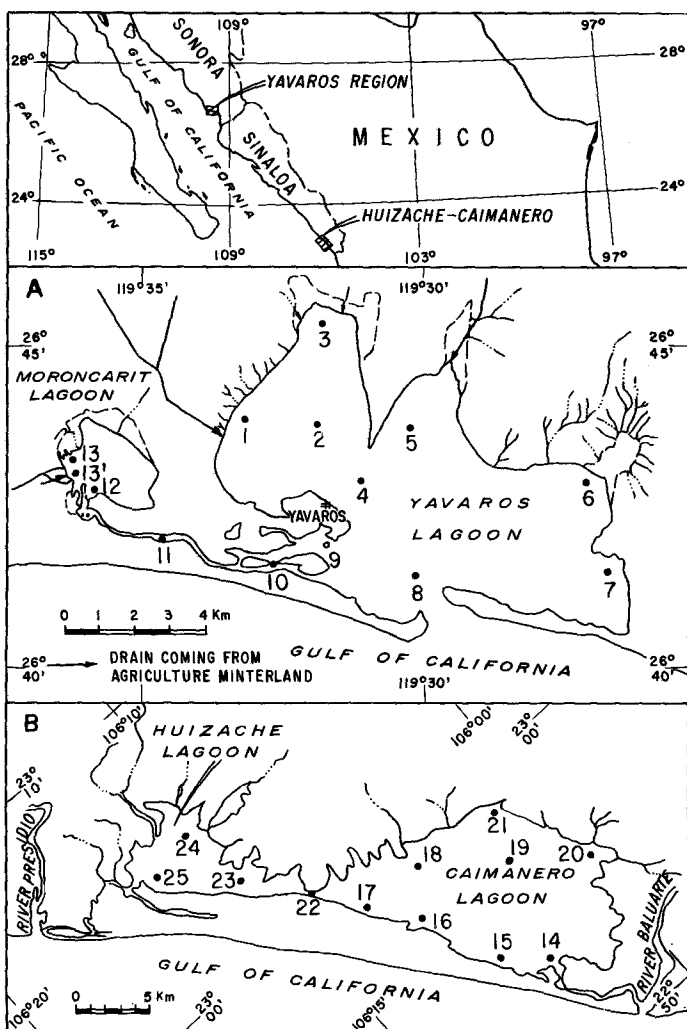 109°
97°
28°
28°
SONORA
GULF OF CALIFORNIA
YAVAROS REGION
MEXICO
PACIFIC OCEAN
SINALOA
24°
24°
HUIZACHE-CAIMANERO
115°
109°
103°
97°
A
119°35'
119°30'
26°
45'
26°
45'
3
MORONCARIT
LAGOON
1
2
5
13
13'
12
4
6
YAVAROS
YAVAROS
LAGOON
9
11
10
8
7
0 1 2 3 4 Km
GULF OF CALIFORNIA
26°
40'
DRAIN COMING FROM
AGRICULTURE MINTERLAND
26°
40'
119°30'
B
106°10'
106°00'
23°
00'
HUIZACHE
LAGOON
23°
10'
21
24
18
19
20
RIVER PRESIDIO
CAIMANERO
LAGOON
25
23
22
17
16
RIVER BALUARTE
15
14
GULF OF CALIFORNIA
106°20'
0 5 Km
23°
00'
106°15'
22°
50'